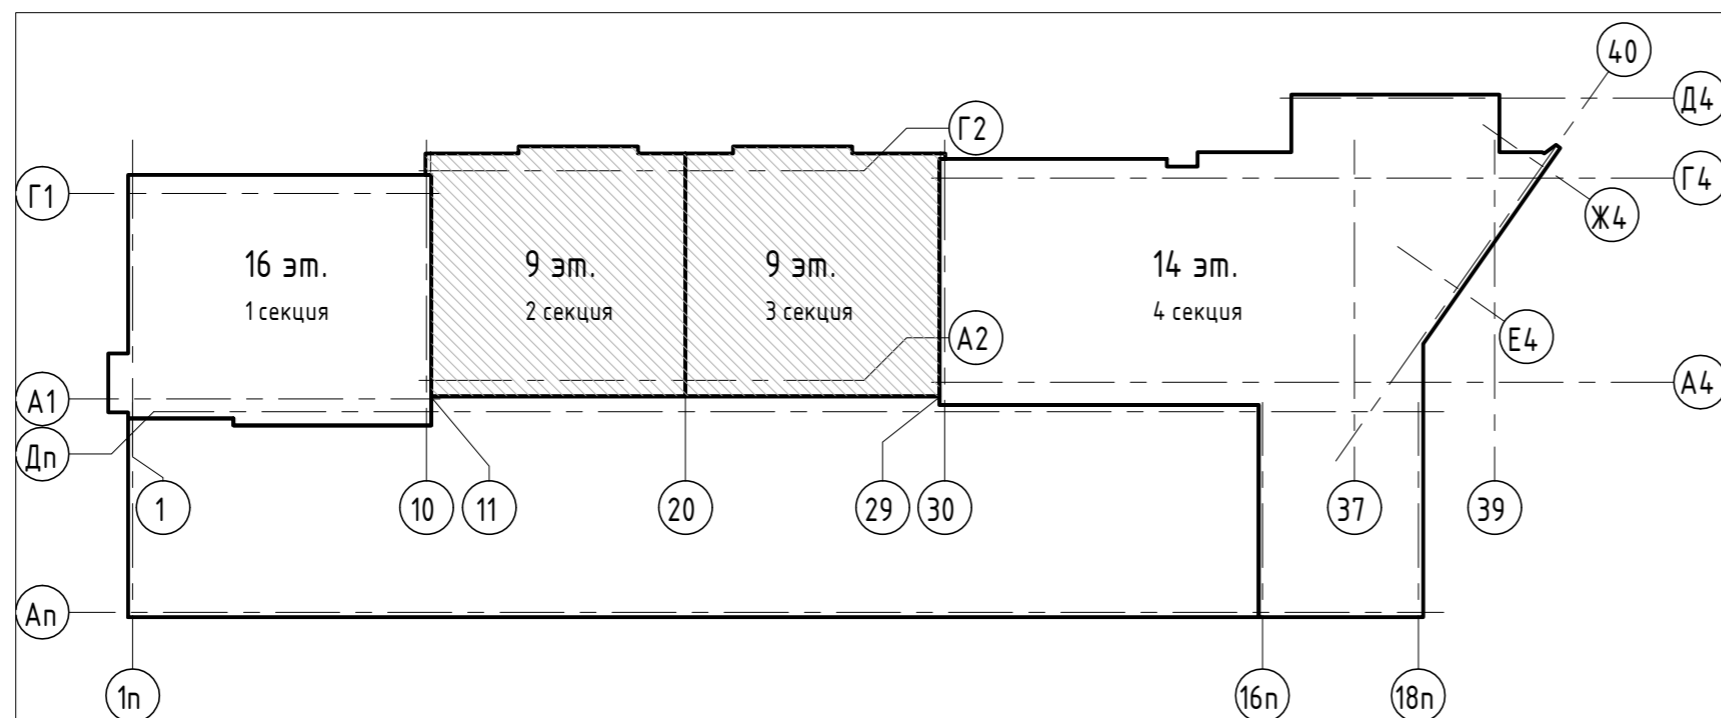 40
Д4
Г2
Г4
Г1
Ж4
16 эт.
9 эт.
9 эт.
14 эт.
1 секция
2 секция
3 секция
4 секция
А2
Е4
А4
А1
Дп
1
10
11
20
29
30
37
39
Ап
1п
16п
18п